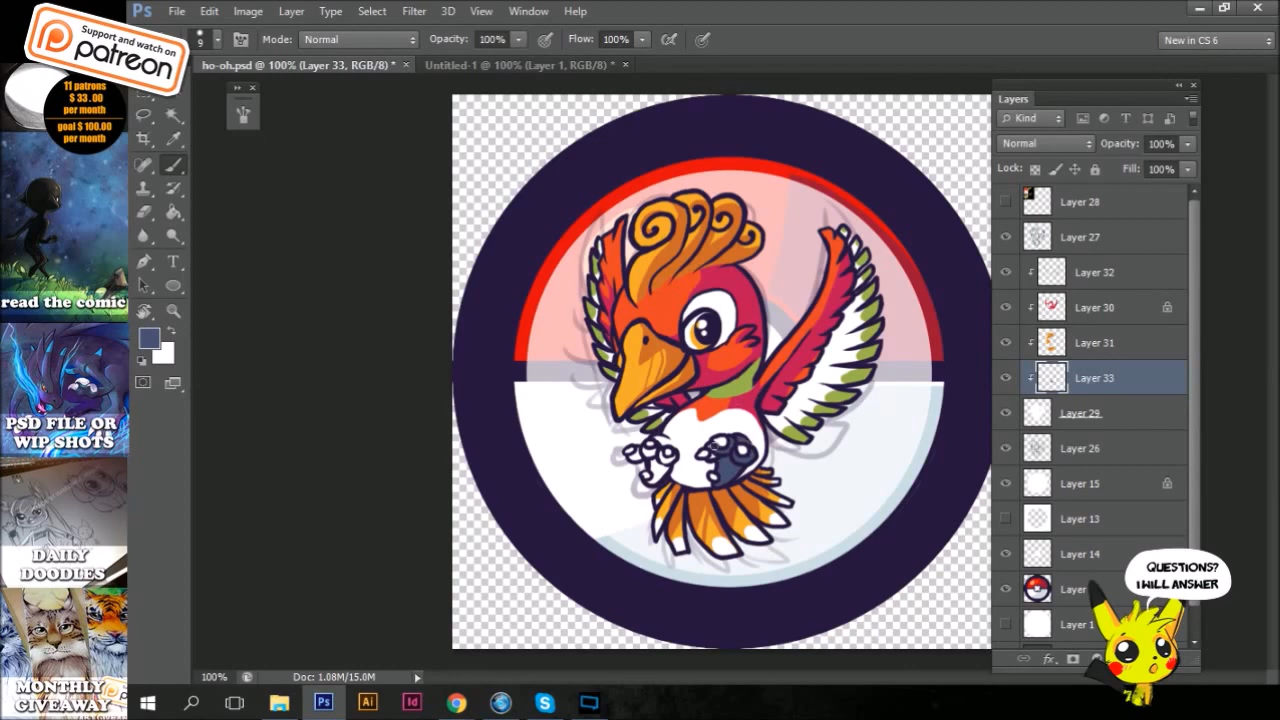 Ps File Edit Image Layer Type Select Filter 3D View Window Help
Support and watch on
patreon
11 patrons
$ 33 .00
per month
goal $ 100.00
per month
9 Mode: Normal Opacity: 100% Flow: 100% New in CS 6
ho-oh.psd @ 100% (Layer 33, RGB/8) * × Untitled-1 @ 100% (Layer 1, RGB/8) * ×
read the comic
PSD FILE OR
WIP SHOTS
DAILY
DOODLES
MONTHLY
GIVEAWAY
Layers
Kind
Normal Opacity: 100%
Lock: Fill: 100%
Layer 28
Layer 27
Layer 32
Layer 30
Layer 31
Layer 33
Layer 29
Layer 26
Layer 15
Layer 13
Layer 14
Layer
Layer 1
QUESTIONS?
I WILL ANSWER
fx
100% Doc: 1.08M/15.0M
Ps Ai Id